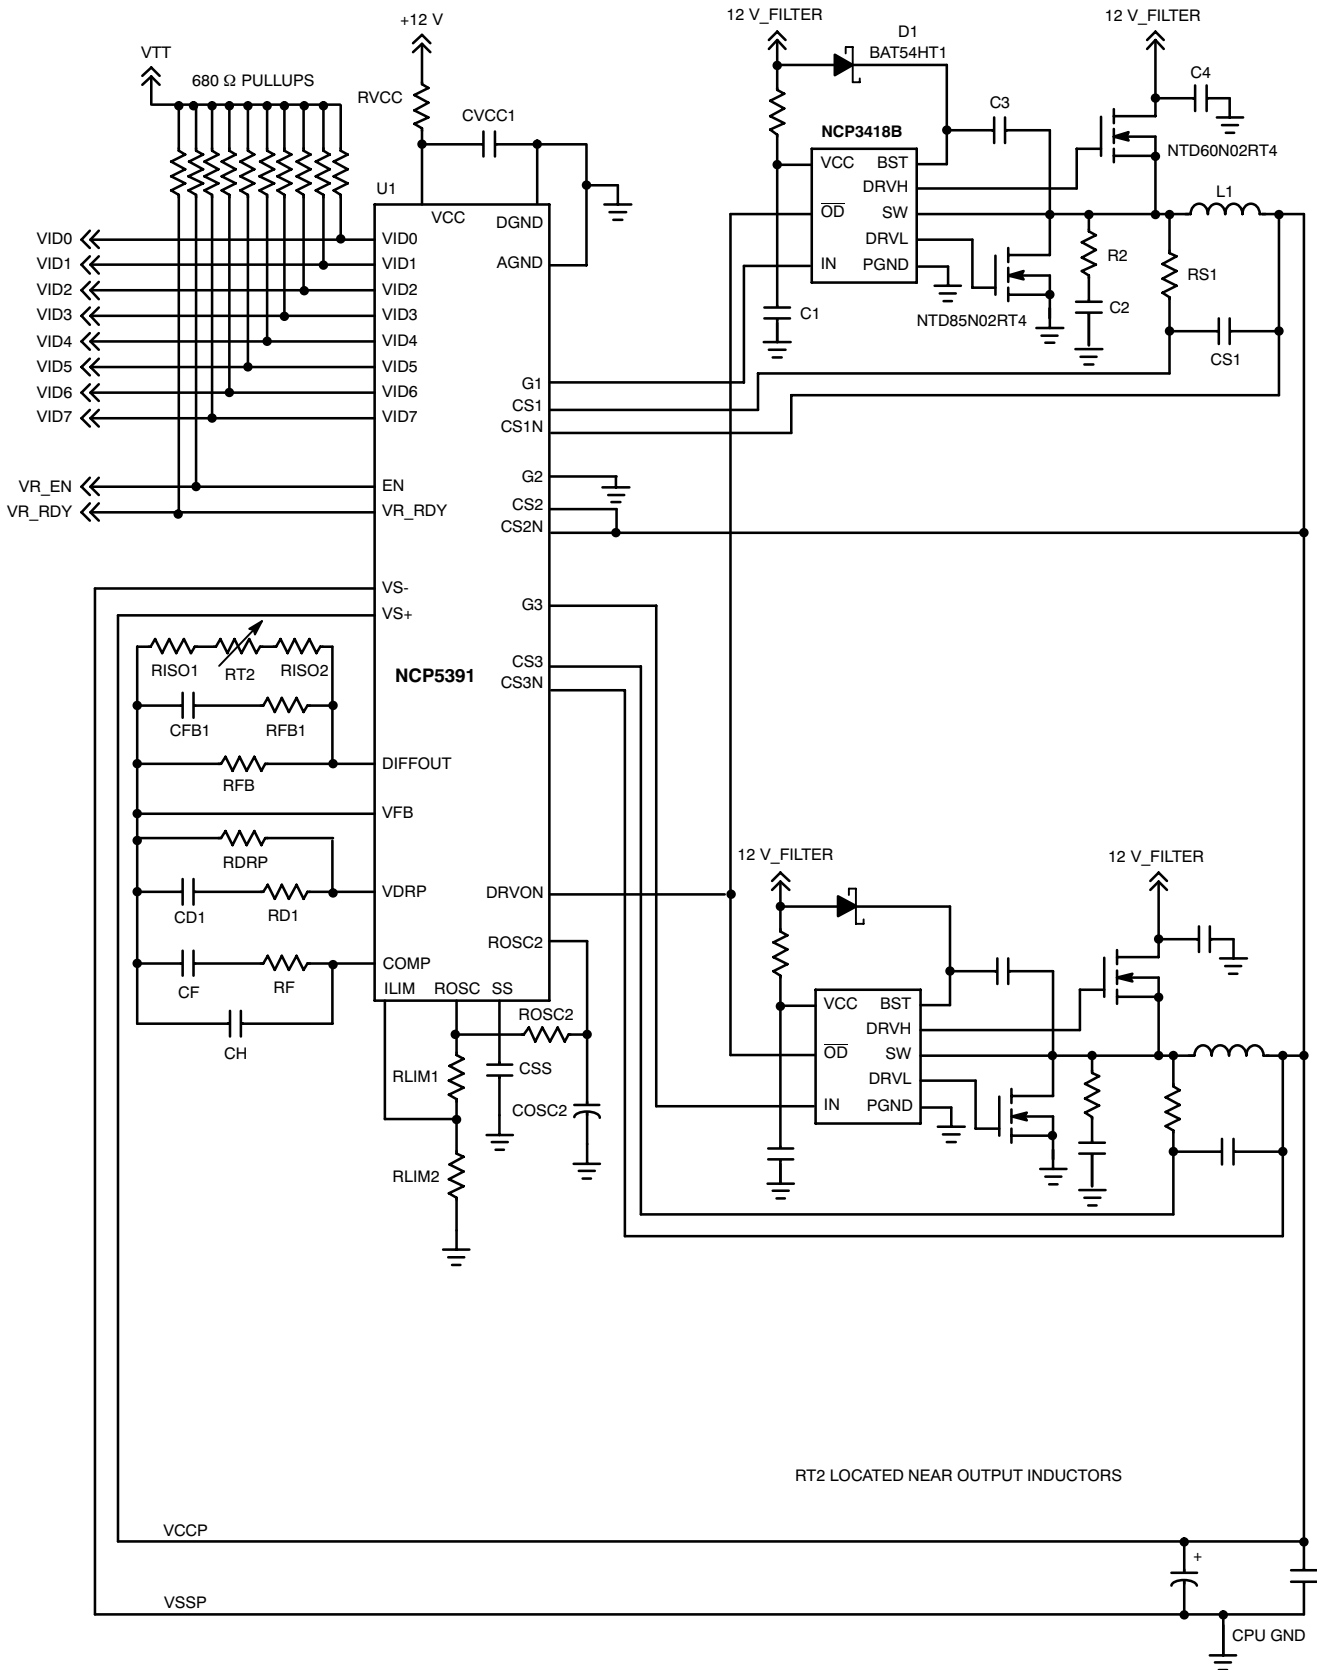 +12 V
12 V_FILTER
12 V_FILTER
D1
BAT54HT1
VTT
680 Ω PULLUPS
RVCC
CVCC1
C4
C3
NCP3418B
NTD60N02RT4
VCC
BST
DRVH
OD
SW
DRVL
IN
PGND
L1
R2
RS1
C1
C2
CS1
NTD85N02RT4
U1
VCC
DGND
AGND
VID0
VID0
VID1
VID1
VID2
VID2
VID3
VID3
VID4
VID4
VID5
VID5
VID6
VID6
VID7
VID7
G1
CS1
CS1N
G2
CS2
CS2N
VR_EN
EN
VR_RDY
VR_RDY
VS-
VS+
G3
CS3
CS3N
NCP5391
RISO1
RT2
RISO2
CFB1
RFB1
DIFFOUT
RFB
VFB
RDRP
VDRP
CD1
RD1
DRVON
ROSC2
COMP
CF
RF
ILIM
ROSC
SS
CH
ROSC2
RLIM1
CSS
COSC2
RLIM2
12 V_FILTER
12 V_FILTER
VCC
BST
DRVH
OD
SW
DRVL
IN
PGND
RT2 LOCATED NEAR OUTPUT INDUCTORS
VCCP
+
VSSP
CPU GND